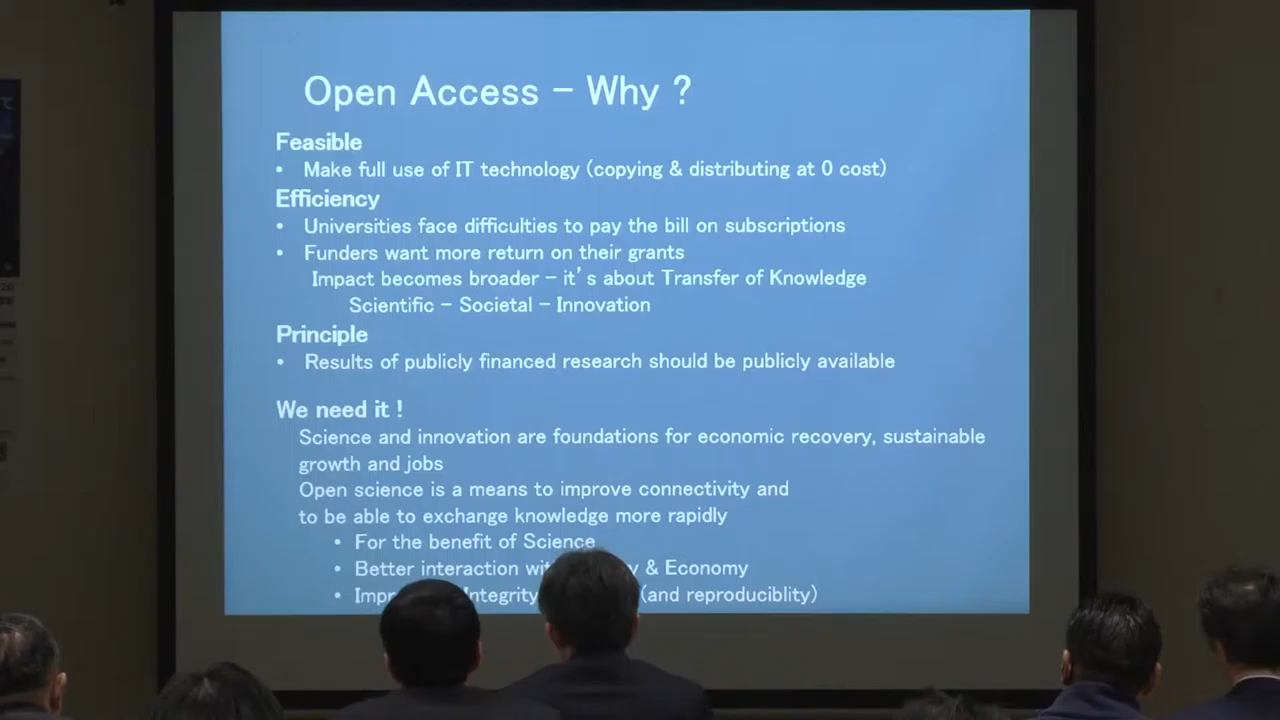 Open Access – Why ?
Feasible
• Make full use of IT technology (copying & distributing at 0 cost)
Efficiency
• Universities face difficulties to pay the bill on subscriptions
• Funders want more return on their grants
Impact becomes broader – it's about Transfer of Knowledge
Scientific – Societal – Innovation
Principle
• Results of publicly financed research should be publicly available
We need it !
Science and innovation are foundations for economic recovery, sustainable
growth and jobs
Open science is a means to improve connectivity and
to be able to exchange knowledge more rapidly
• For the benefit of Science
• Better interaction & Economy
• Integrity (and reproduciblity)